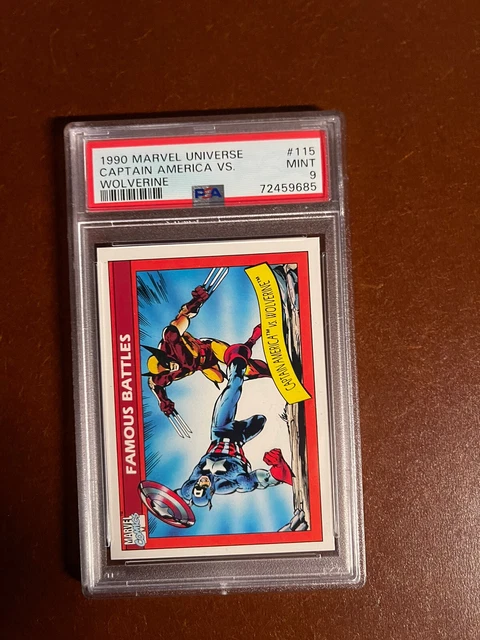 1990 MARVEL UNIVERSE #115
CAPTAIN AMERICA VS. MINT
WOLVERINE 9
PSA 72459685
FAMOUS BATTLES
MARVEL
COMICS
CAPTAIN AMERICA™ VS. WOLVERINE™